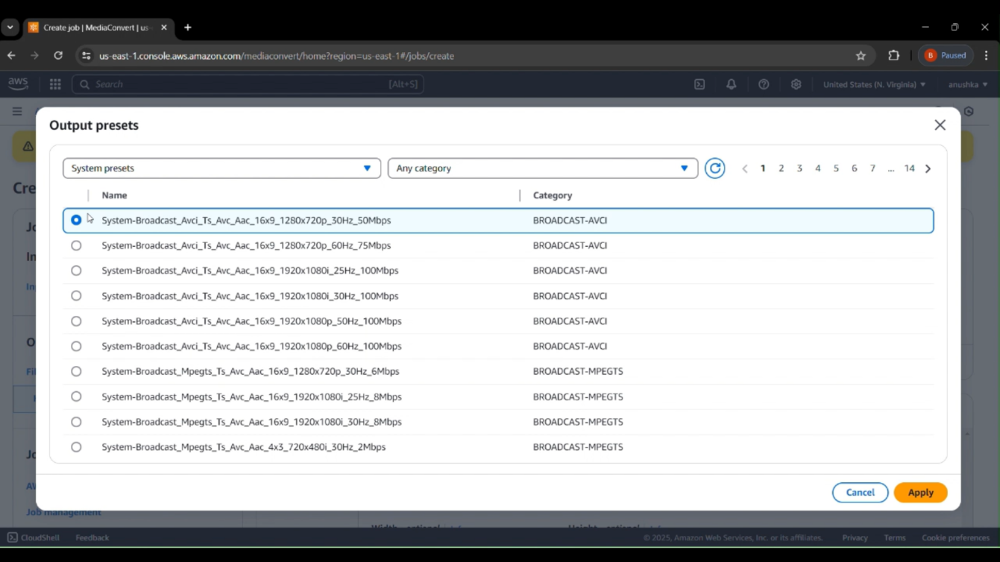 Create job | MediaConvert | us-
us-east-1.console.aws.amazon.com/mediaconvert/home?region=us-east-1#/jobs/create
B Paused
aws
Search [Alt+S]
United States (N. Virginia)
anushka
Output presets
Cre
System presets
Any category
1 2 3 4 5 6 7 ... 14
Name Category
System-Broadcast_Avci_Ts_Avc_Aac_16x9_1280x720p_30Hz_50Mbps BROADCAST-AVCI
System-Broadcast_Avci_Ts_Avc_Aac_16x9_1280x720p_60Hz_75Mbps BROADCAST-AVCI
System-Broadcast_Avci_Ts_Avc_Aac_16x9_1920x1080i_25Hz_100Mbps BROADCAST-AVCI
System-Broadcast_Avci_Ts_Avc_Aac_16x9_1920x1080i_30Hz_100Mbps BROADCAST-AVCI
System-Broadcast_Avci_Ts_Avc_Aac_16x9_1920x1080p_50Hz_100Mbps BROADCAST-AVCI
System-Broadcast_Avci_Ts_Avc_Aac_16x9_1920x1080p_60Hz_100Mbps BROADCAST-AVCI
System-Broadcast_Mpegts_Ts_Avc_Aac_16x9_1280x720p_30Hz_6Mbps BROADCAST-MPEGTS
System-Broadcast_Mpegts_Ts_Avc_Aac_16x9_1920x1080i_25Hz_8Mbps BROADCAST-MPEGTS
System-Broadcast_Mpegts_Ts_Avc_Aac_16x9_1920x1080i_30Hz_8Mbps BROADCAST-MPEGTS
System-Broadcast_Mpegts_Ts_Avc_Aac_4x3_720x480i_30Hz_2Mbps BROADCAST-MPEGTS
Cancel
Apply
Job management
CloudShell Feedback
© 2025, Amazon Web Services, Inc. or its affiliates. Privacy Terms Cookie preferences